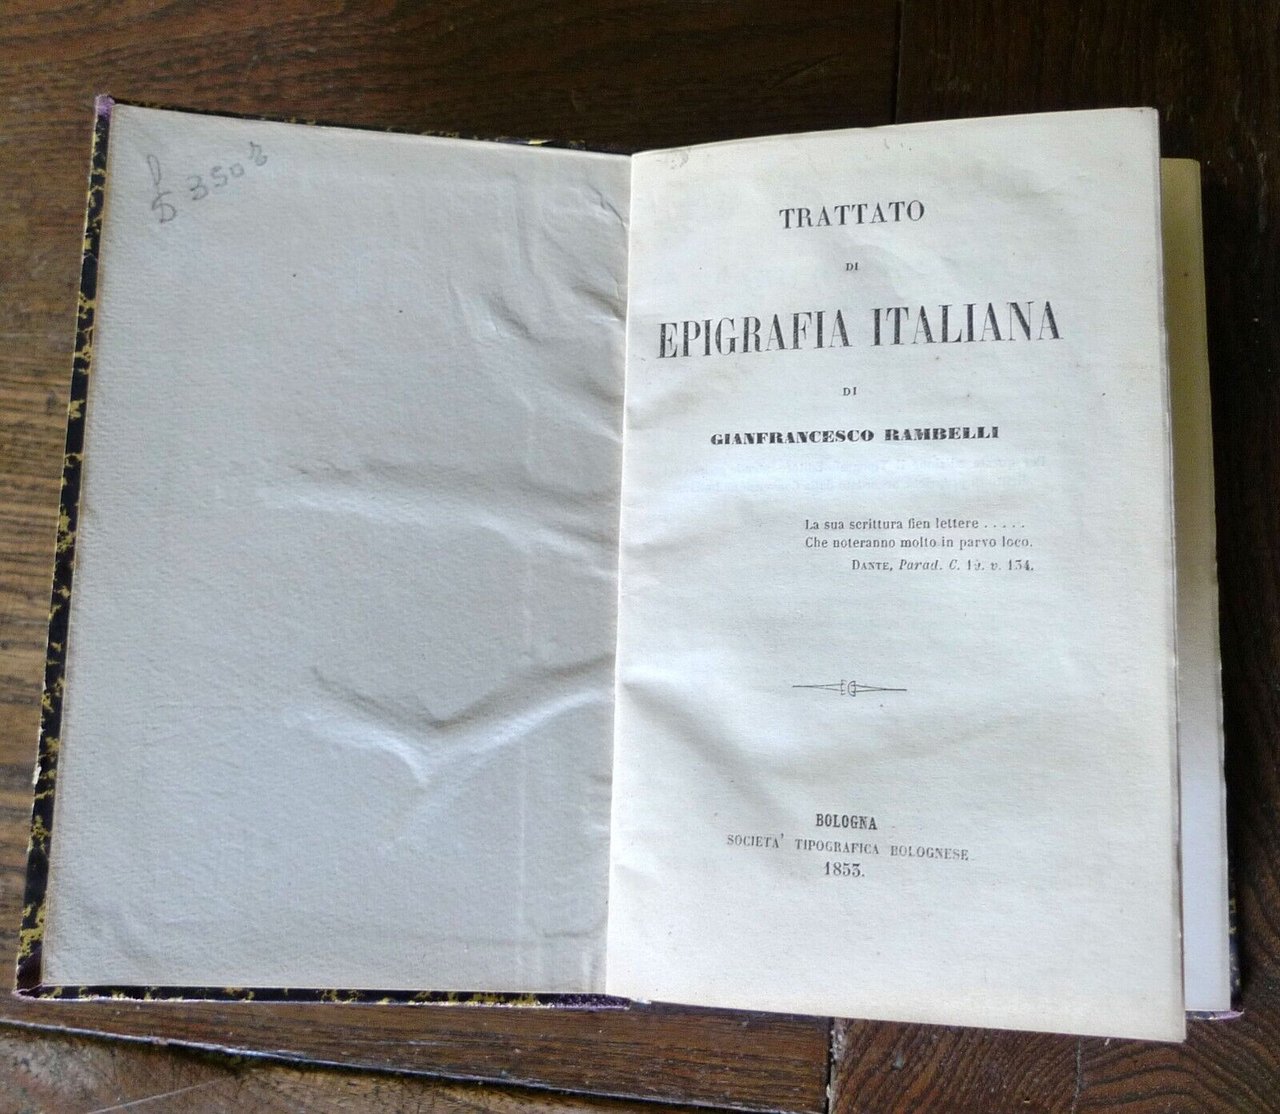 TRATTATO
DI
EPIGRAFIA ITALIANA
DI
GIANFRANCESCO RAMBELLI
La sua scrittura fien lettere . . . . .
Che noteranno molto in parvo loco.
DANTE, Parad. C. 19. v. 134.
BOLOGNA
SOCIETA' TIPOGRAFICA BOLOGNESE
1853.